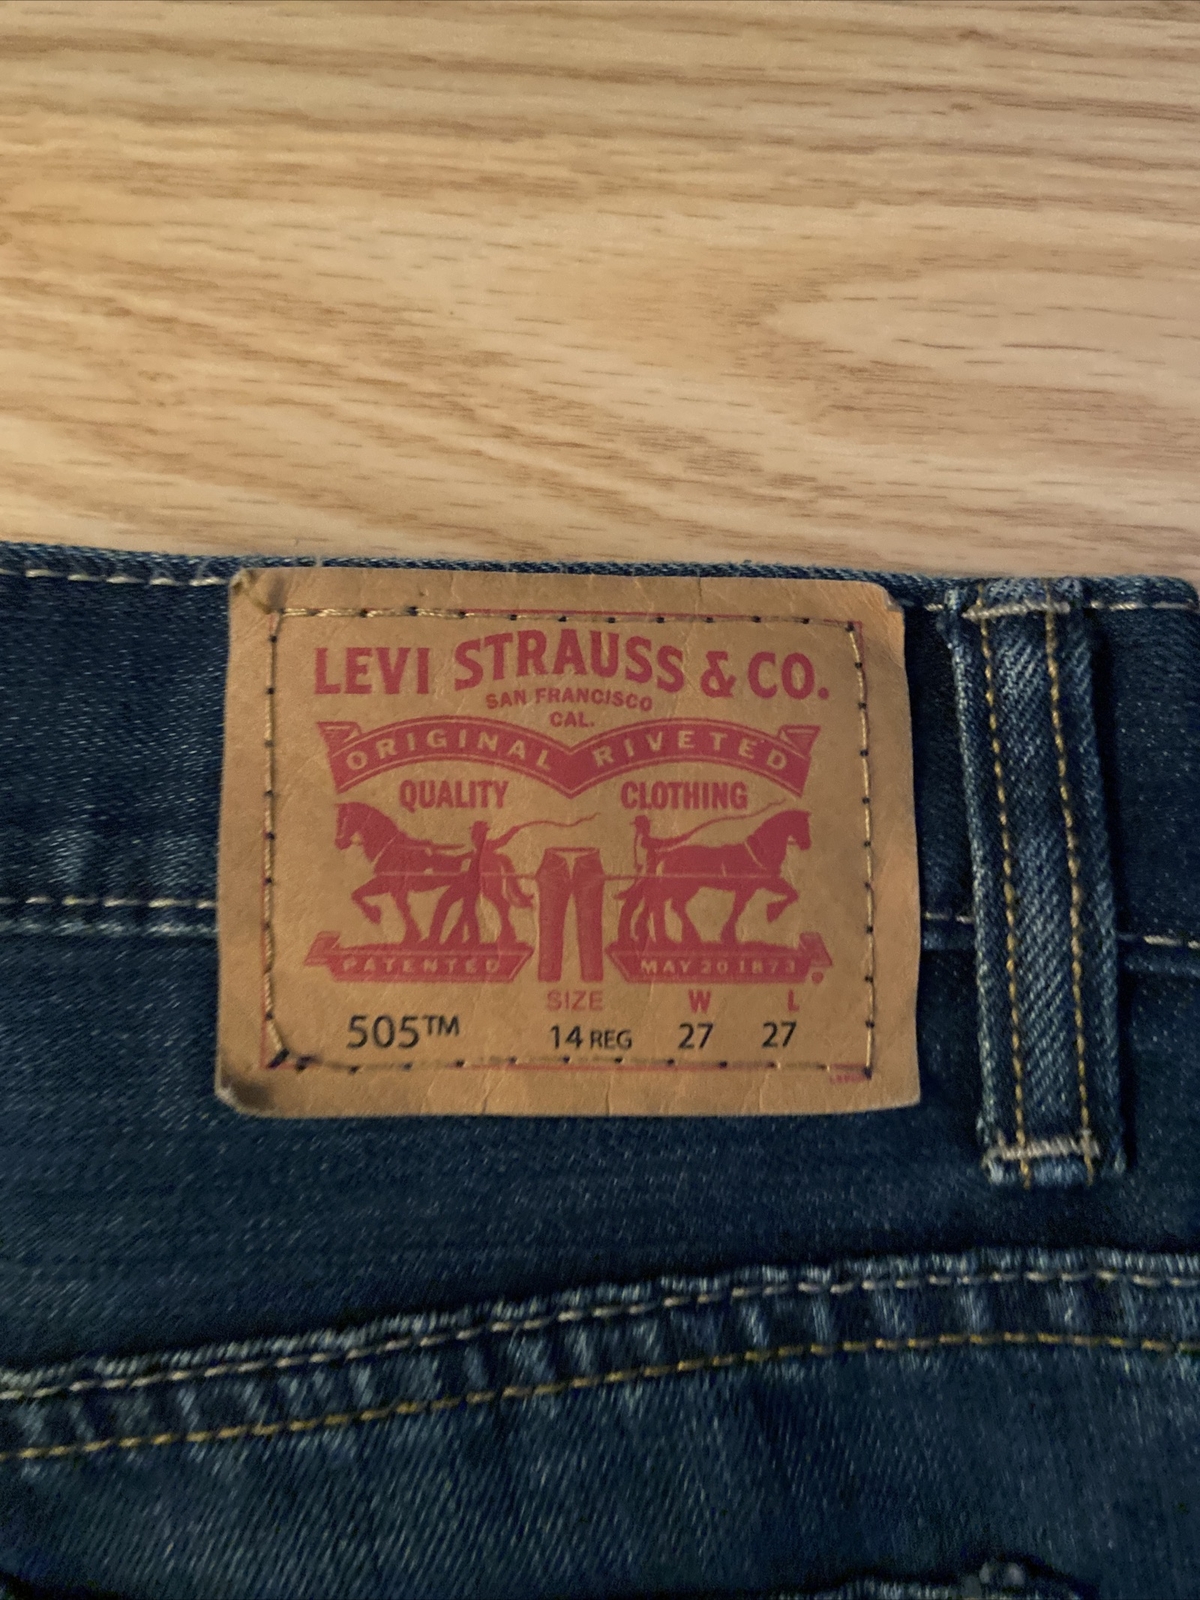 LEVI STRAUSS & CO.
SAN FRANCISCO
CAL.
ORIGINAL RIVETED
QUALITY CLOTHING
PATENTED MAY 20 1873
SIZE W L
505™ 14 REG 27 27